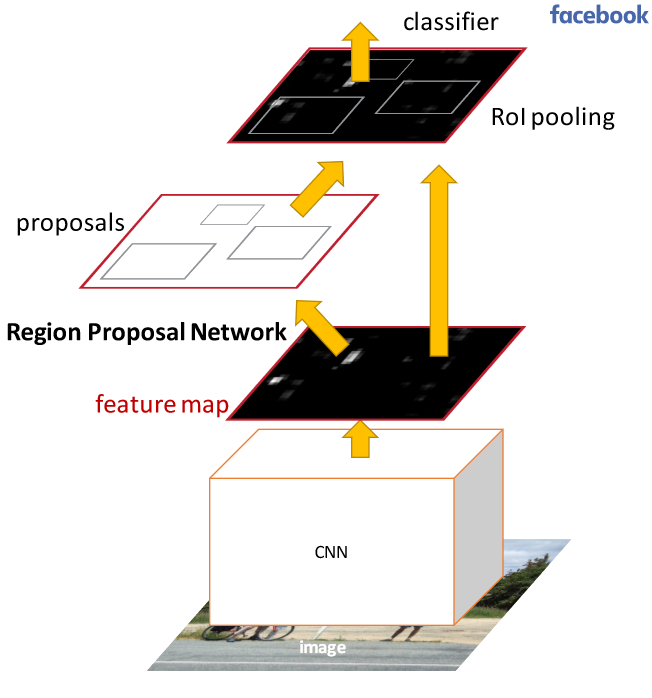 classifier
facebook
RoI pooling
proposals
Region Proposal Network
feature map
CNN
image